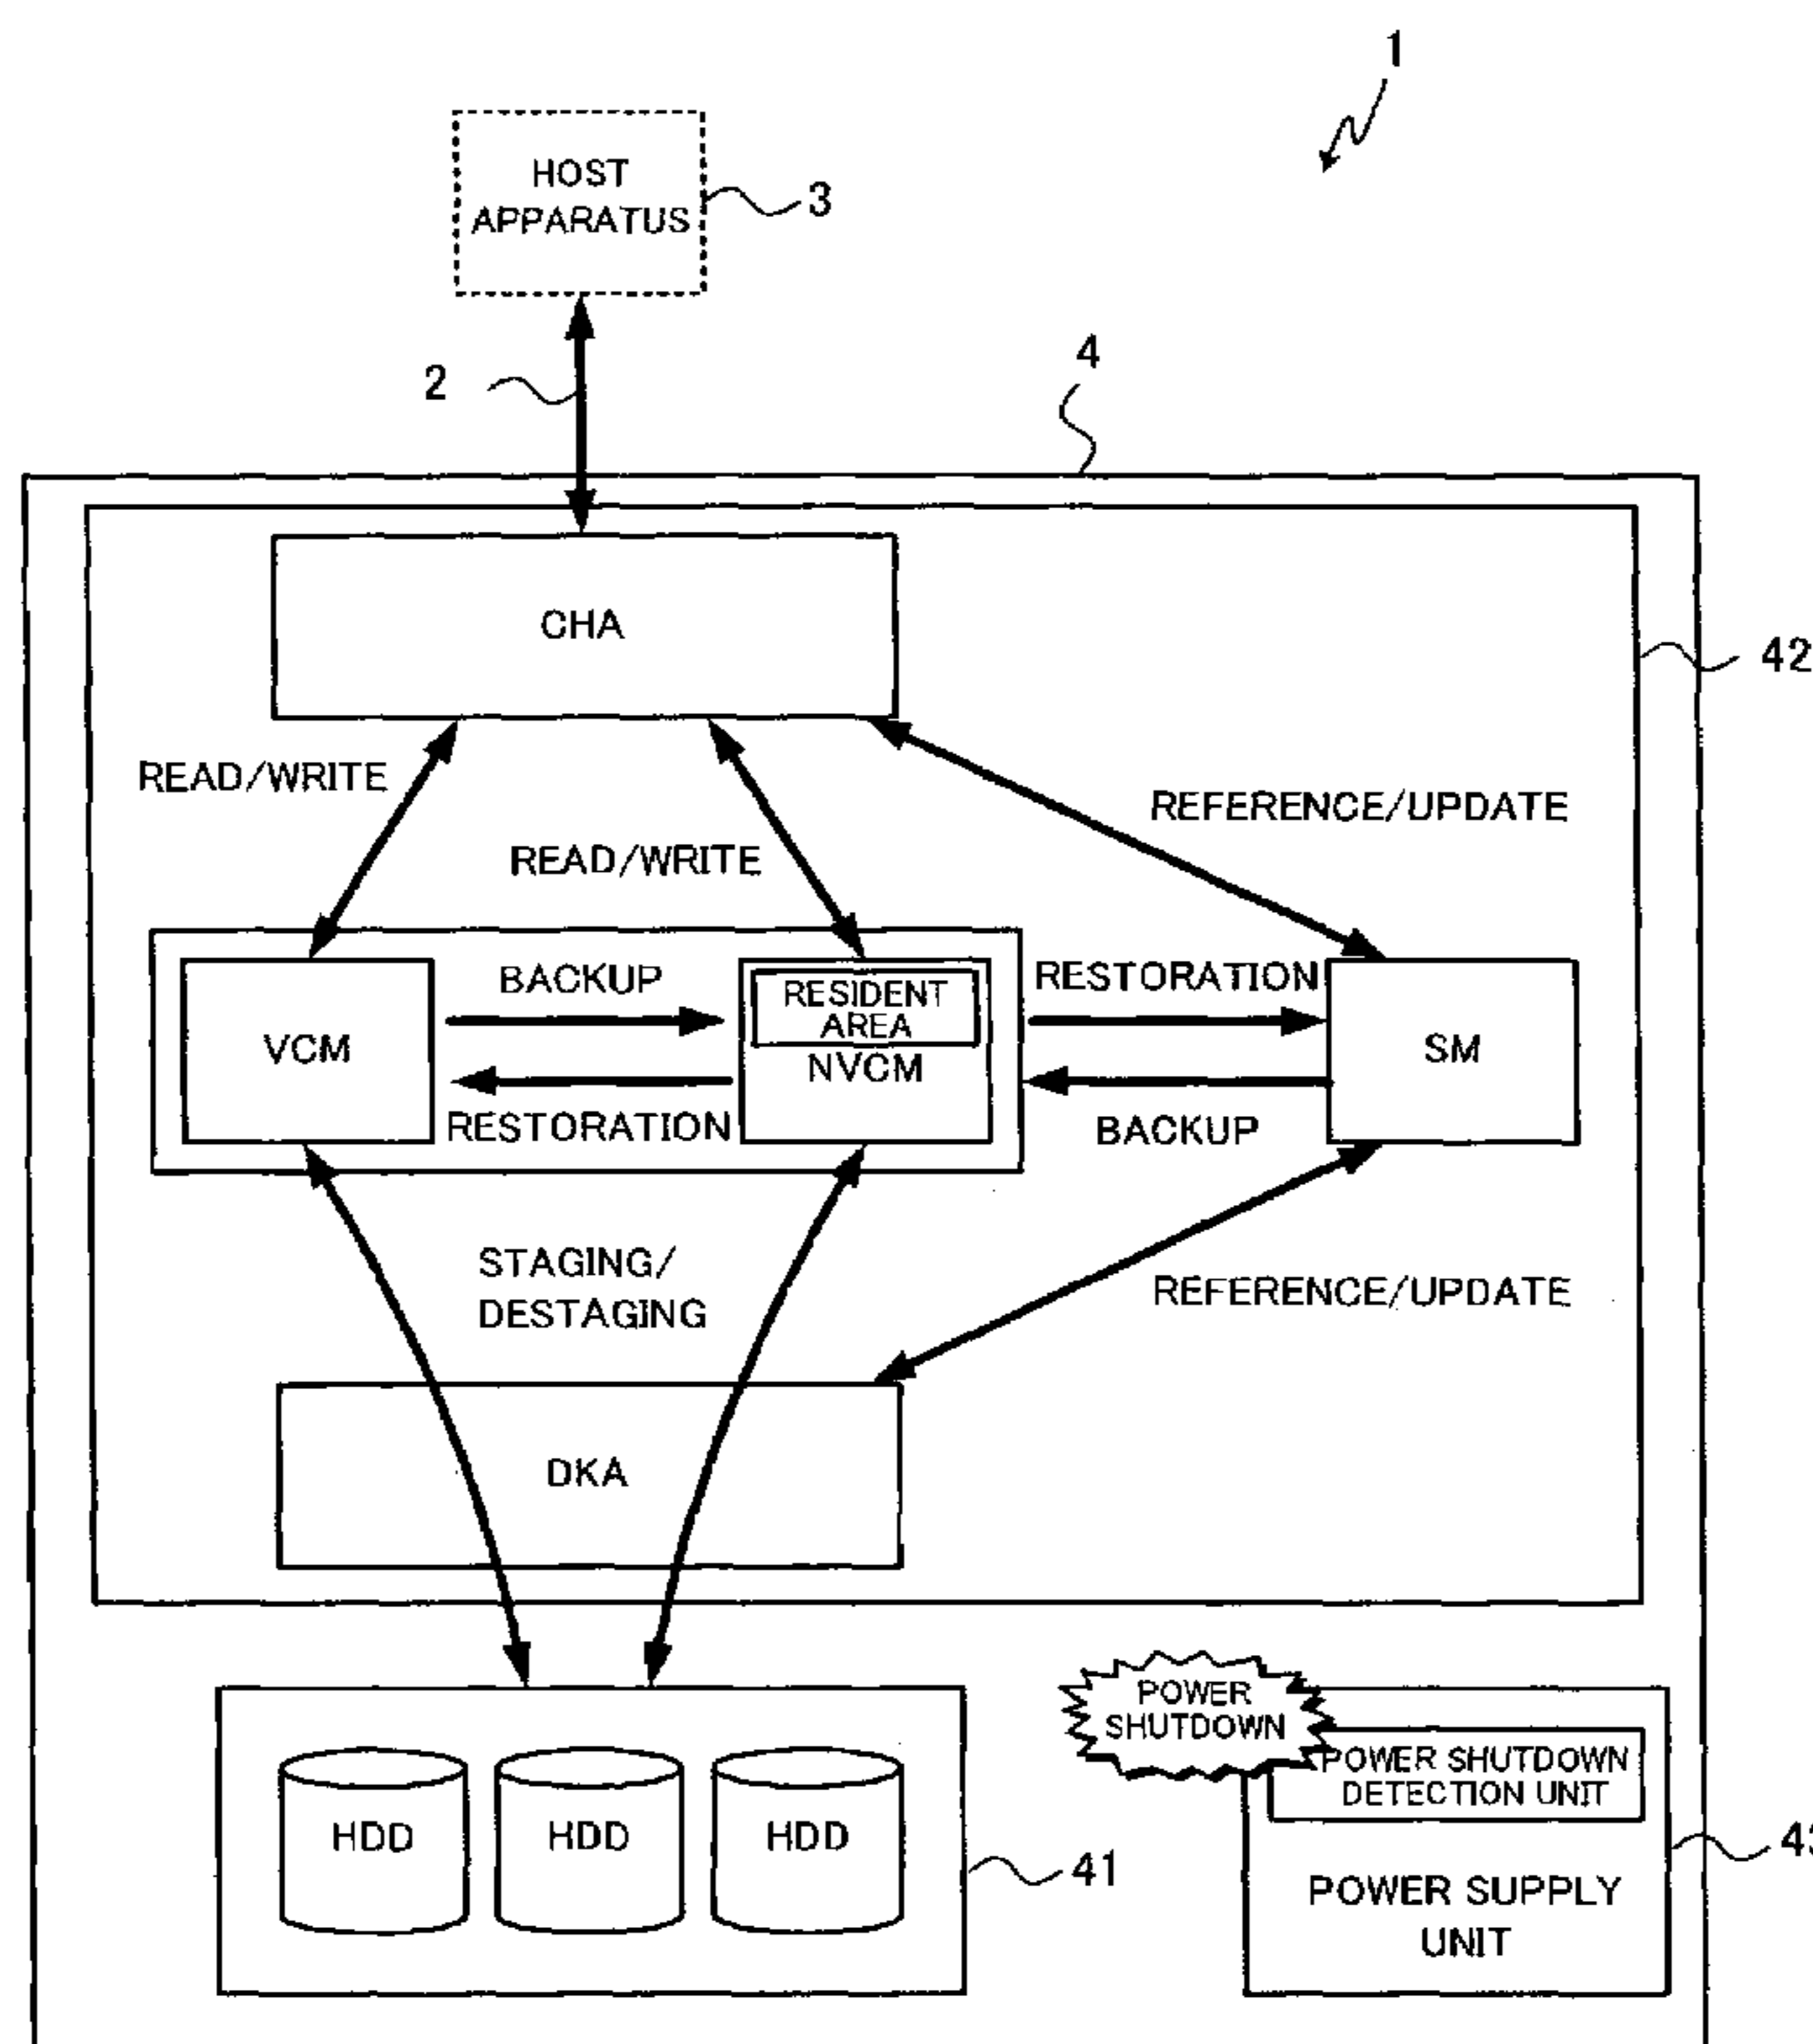 1
HOST
APPARATUS
3
2
4
CHA
42
READ/WRITE
REFERENCE/UPDATE
READ/WRITE
BACKUP
RESTORATION
RESIDENT
AREA
VCM
NVCM
SM
RESTORATION
BACKUP
STAGING/
DESTAGING
REFERENCE/UPDATE
DKA
POWER
SHUTDOWN
POWER SHUTDOWN
DETECTION UNIT
HDD
HDD
HDD
41
POWER SUPPLY
UNIT